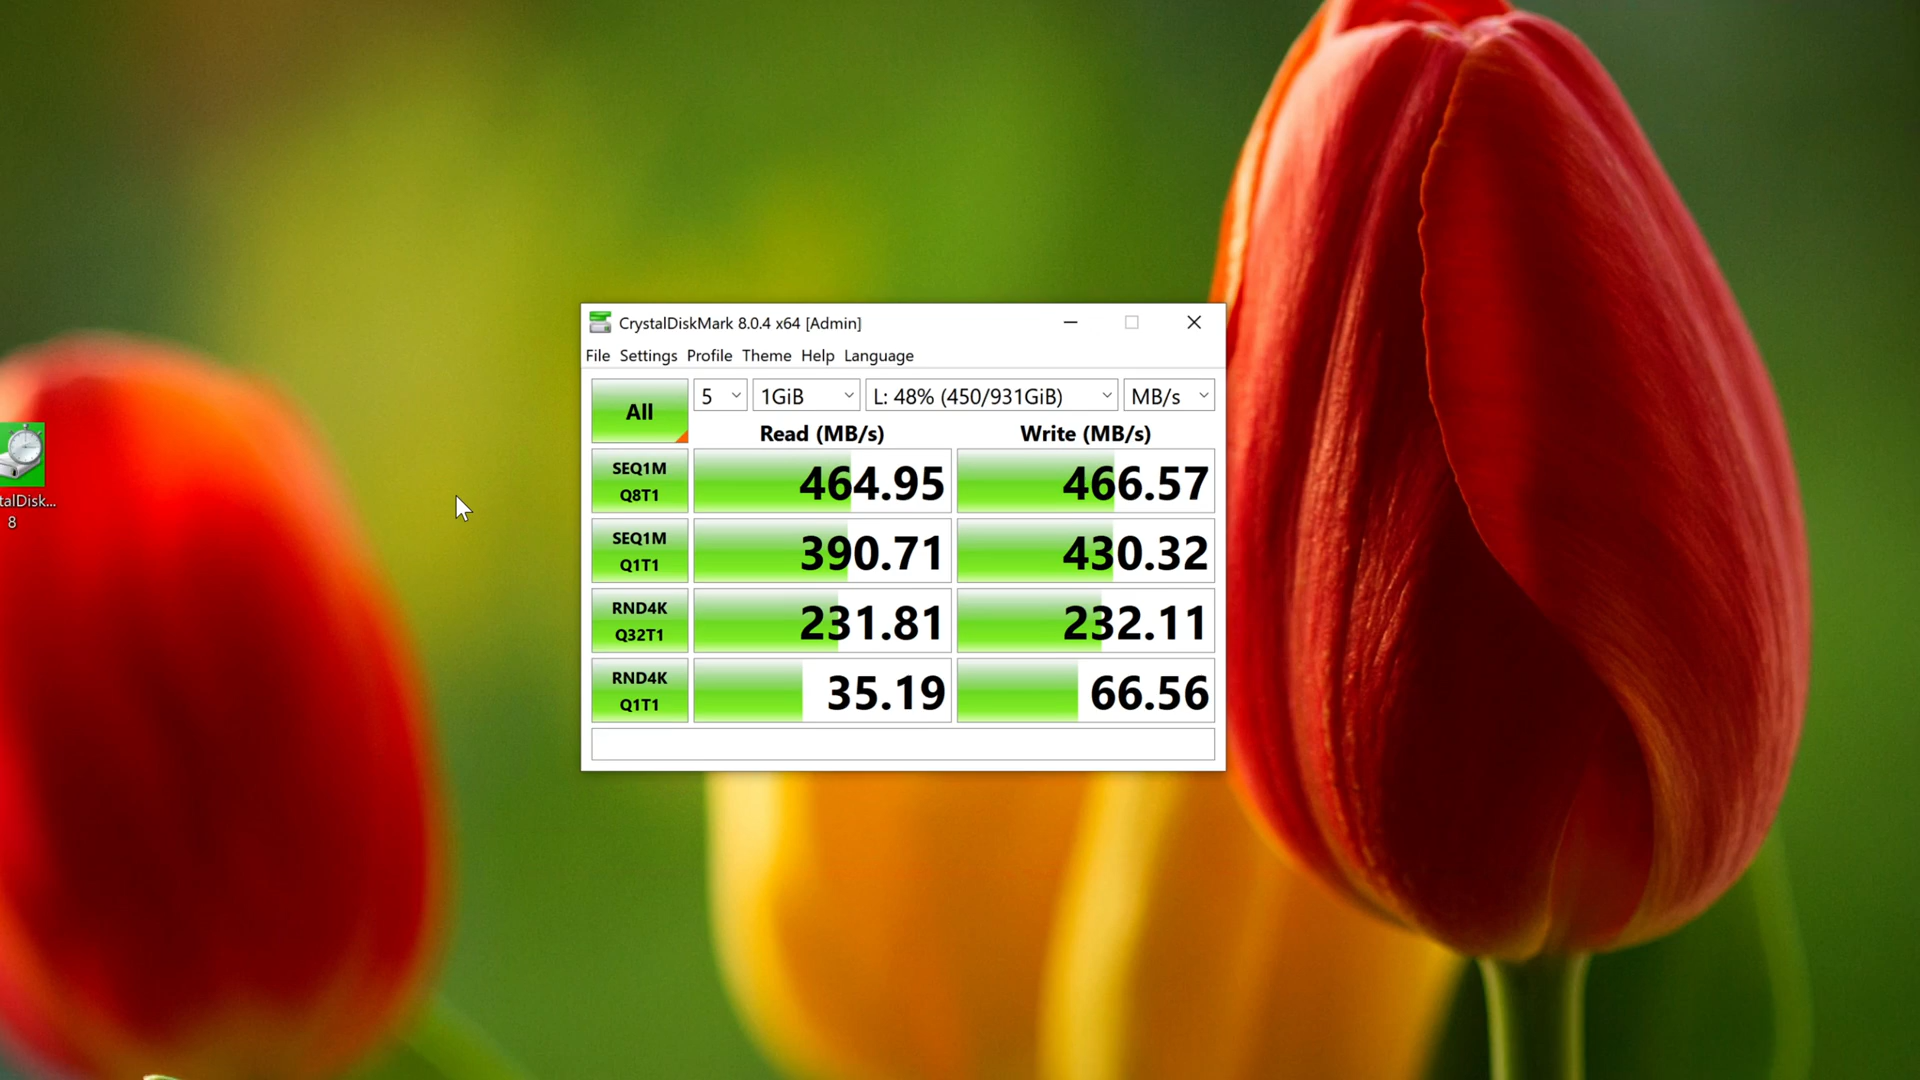 CrystalDiskMark 8.0.4 x64 [Admin]
File Settings Profile Theme Help Language
All 5 1GiB L: 48% (450/931GiB) MB/s
Read (MB/s) Write (MB/s)
SEQ1M
Q8T1
464.95 466.57
SEQ1M
Q1T1
390.71 430.32
RND4K
Q32T1
231.81 232.11
RND4K
Q1T1
35.19 66.56
talDisk...
8